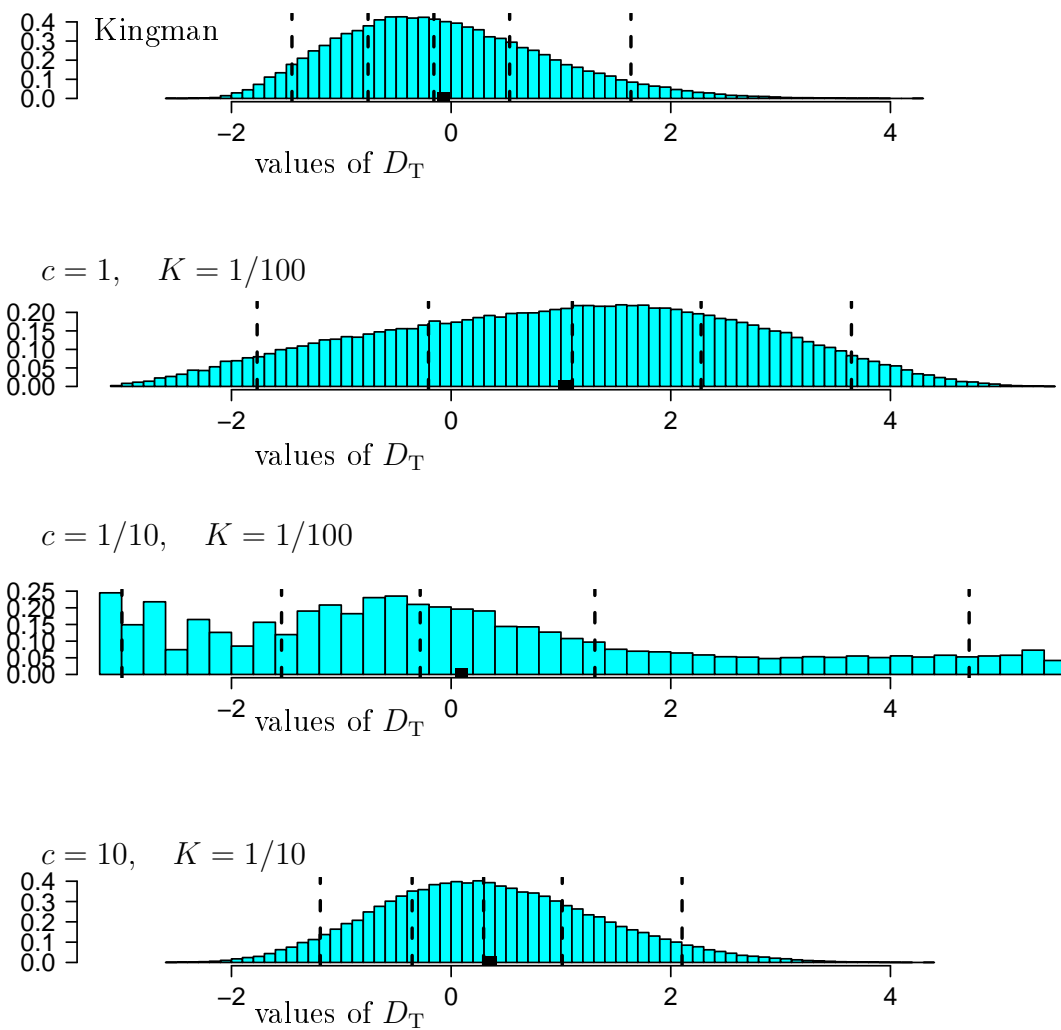 0.4
0.3
0.2
0.1
0.0
Kingman
−2 0 2 4
values of D_T
c = 1, K = 1/100
0.20
0.15
0.10
0.05
0.00
−2 0 2 4
values of D_T
c = 1/10, K = 1/100
0.25
0.20
0.15
0.10
0.05
0.00
−2 0 2 4
values of D_T
c = 10, K = 1/10
0.4
0.3
0.2
0.1
0.0
−2 0 2 4
values of D_T